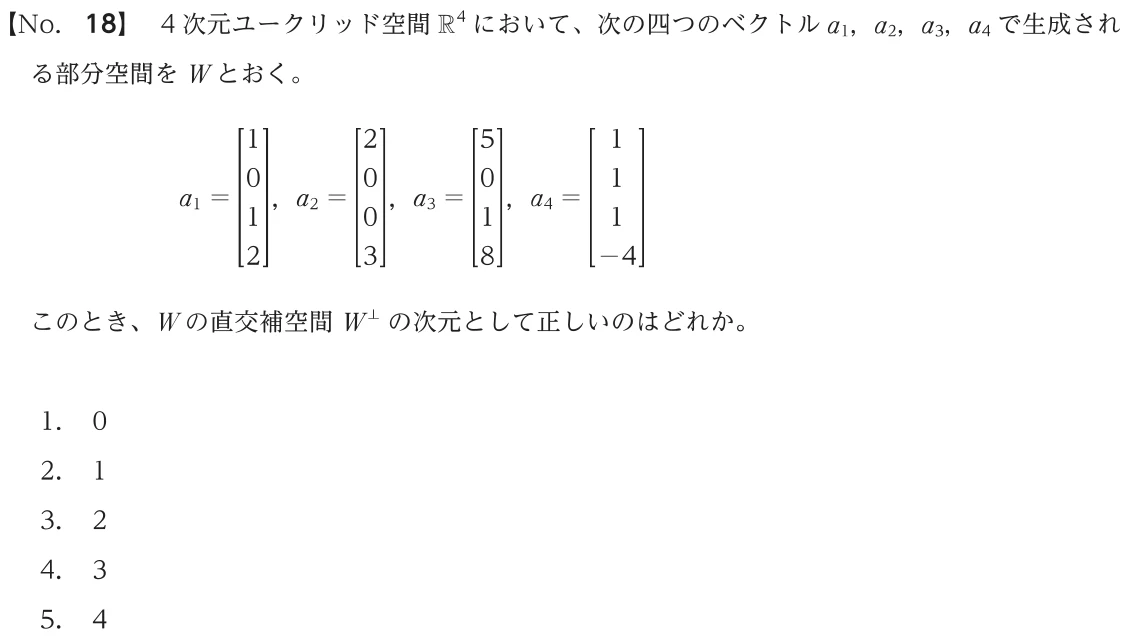 【No. 18】 4次元ユークリッド空間 ℝ⁴ において、次の四つのベクトル a₁, a₂, a₃, a₄ で生成され
る部分空間を W とおく。
a₁ = [1 0 1 2], a₂ = [2 0 0 3], a₃ = [5 0 1 8], a₄ = [1 1 1 −4]
このとき、W の直交補空間 W⊥ の次元として正しいのはどれか。
1. 0
2. 1
3. 2
4. 3
5. 4